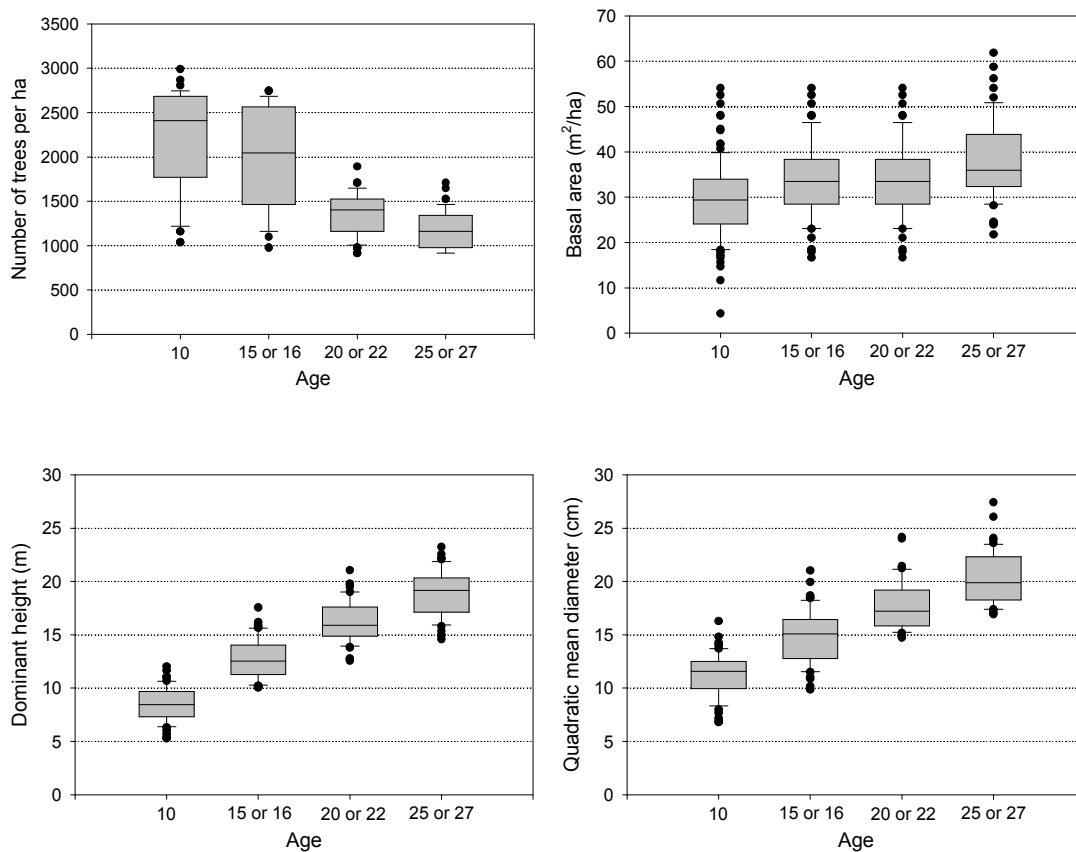 Number of trees per ha
3500
3000
2500
2000
1500
1000
500
0
10
15 or 16
20 or 22
25 or 27
Age
Basal area (m²/ha)
70
60
50
40
30
20
10
0
10
15 or 16
20 or 22
25 or 27
Age
Dominant height (m)
30
25
20
15
10
5
0
10
15 or 16
20 or 22
25 or 27
Age
Quadratic mean diameter (cm)
30
25
20
15
10
5
0
10
15 or 16
20 or 22
25 or 27
Age